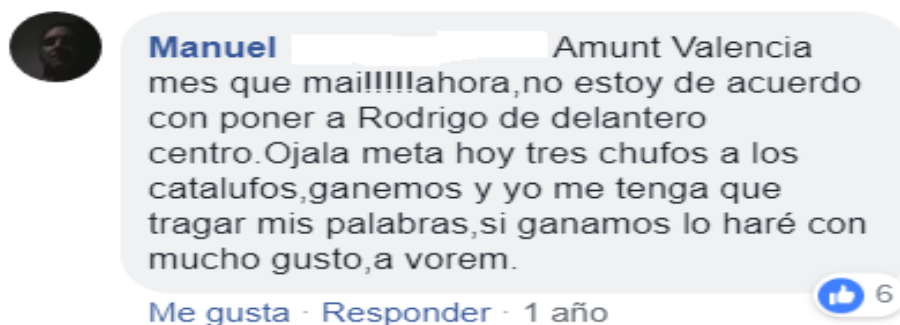 Manuel Amunt Valencia
mes que mai!!!!!ahora,no estoy de acuerdo
con poner a Rodrigo de delantero
centro.Ojala meta hoy tres chufos a los
catalufos,ganemos y yo me tenga que
tragar mis palabras,si ganamos lo haré con
mucho gusto,a vorem.
6
Me gusta · Responder · 1 año